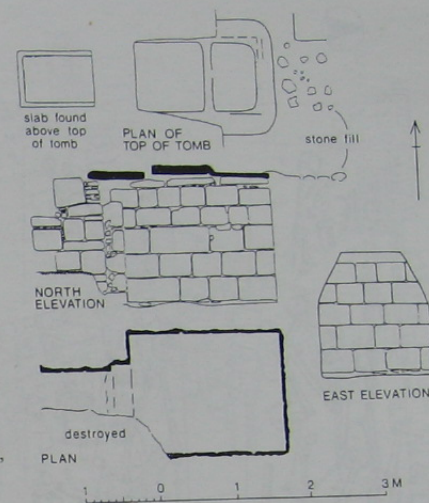 slab found
above top
of tomb
PLAN OF
TOP OF TOMB
stone fill
NORTH
ELEVATION
EAST ELEVATION
destroyed
PLAN
1 0 1 2 3 M